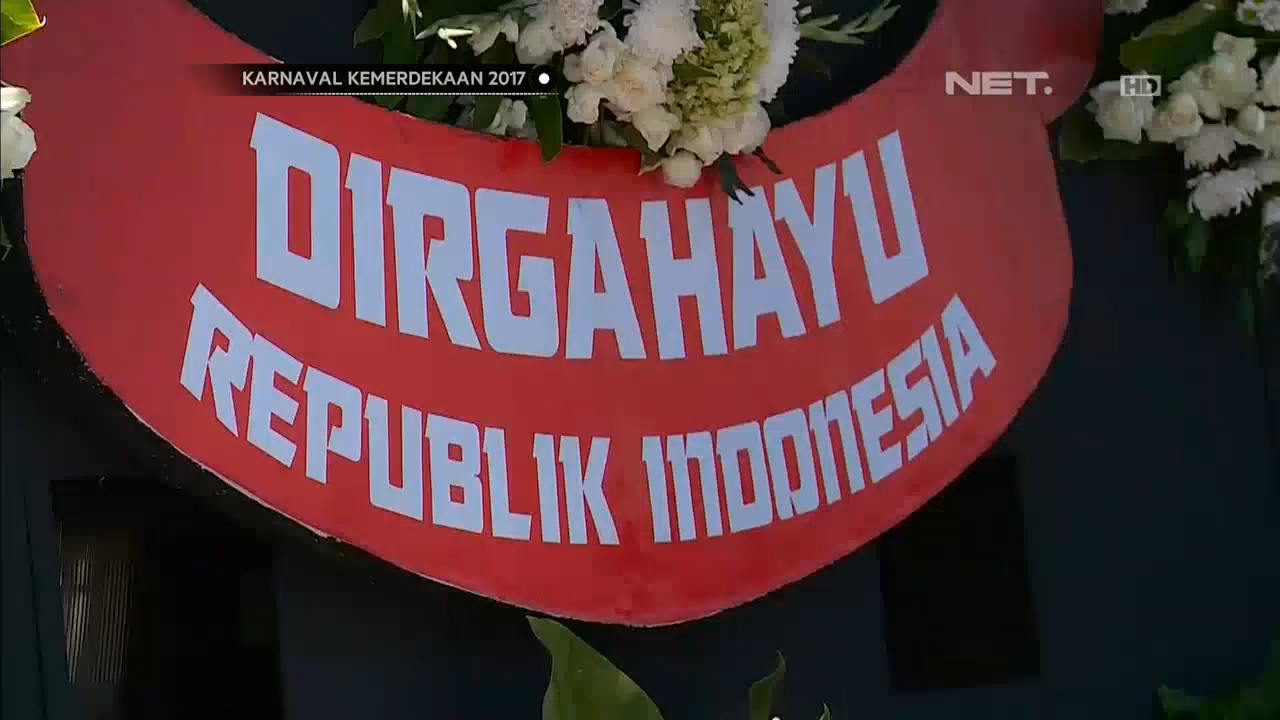 KARNAVAL KEMERDEKAAN 2017
NET.
HD
DIRGAHAYU
REPUBLIK INDONESIA